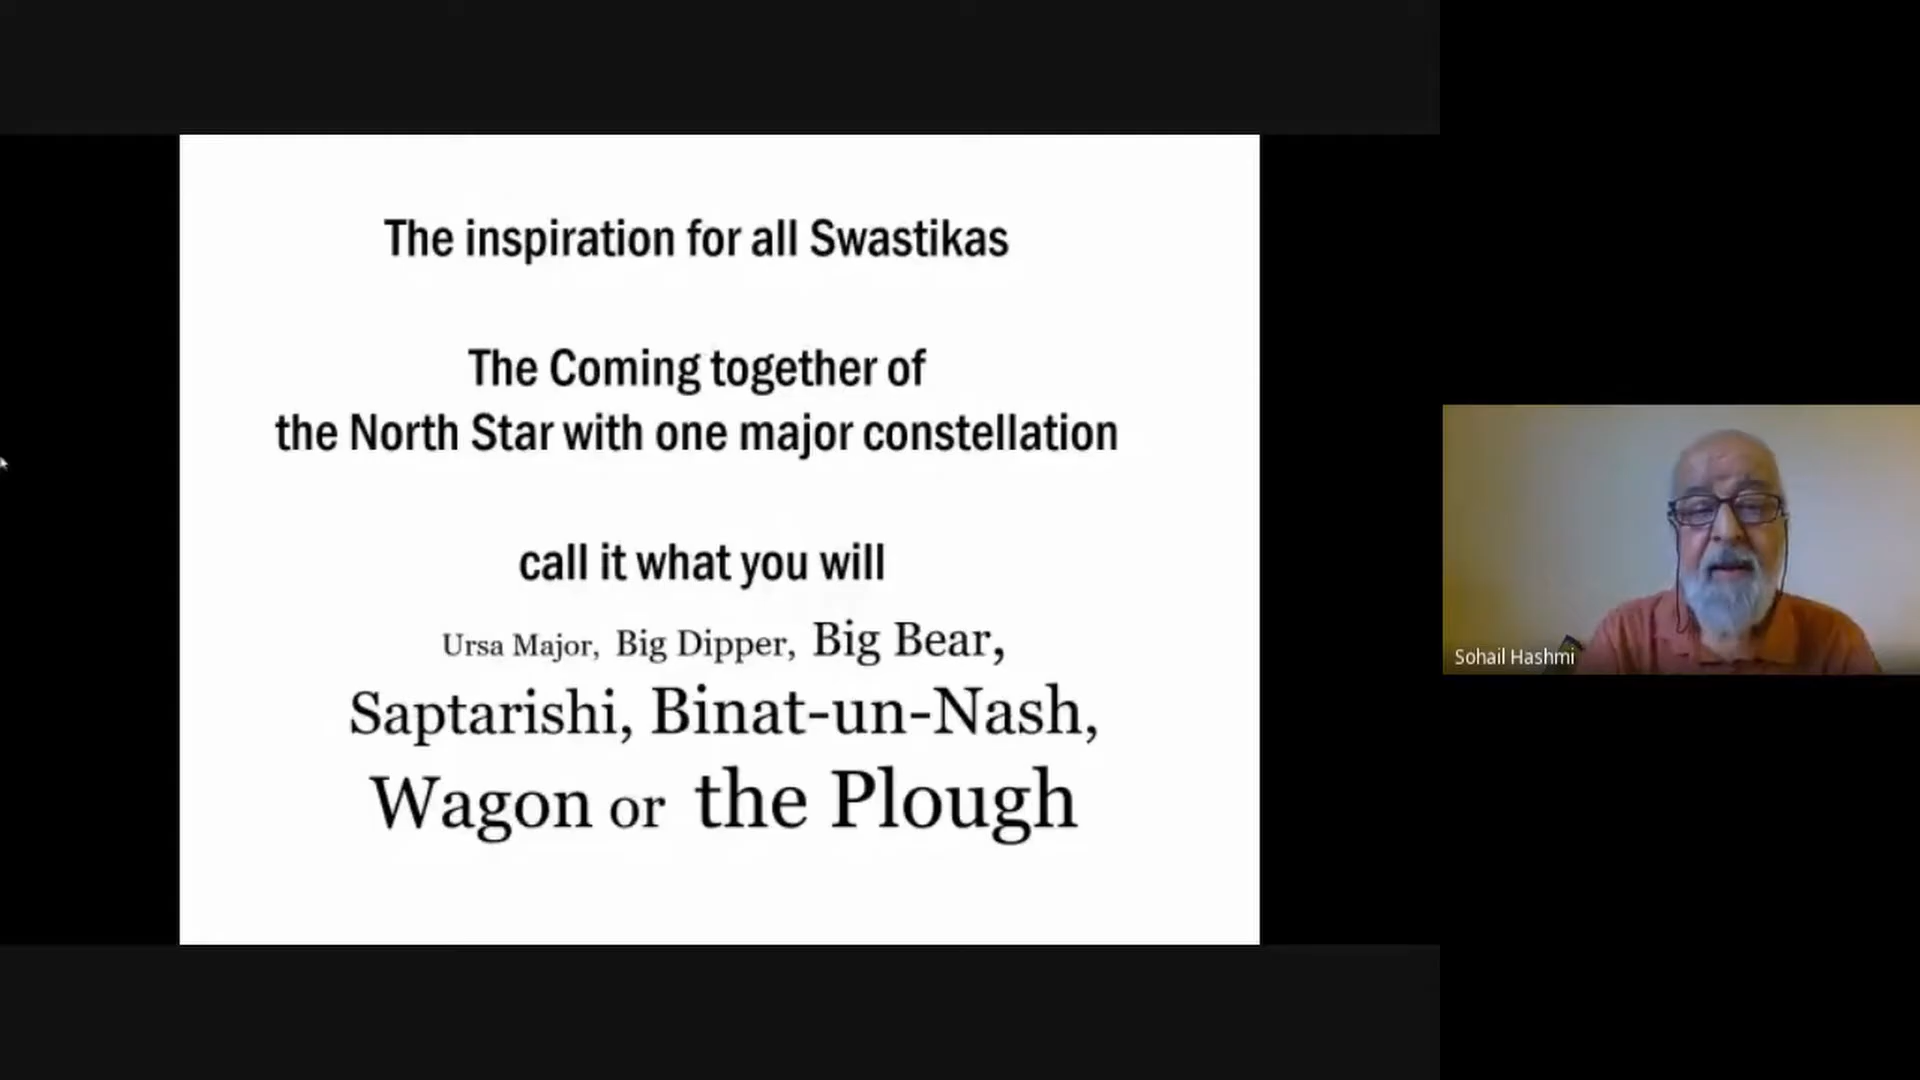 The inspiration for all Swastikas
The Coming together of
the North Star with one major constellation
call it what you will
Ursa Major, Big Dipper, Big Bear,
Saptarishi, Binat-un-Nash,
Wagon or the Plough
Sohail Hashmi